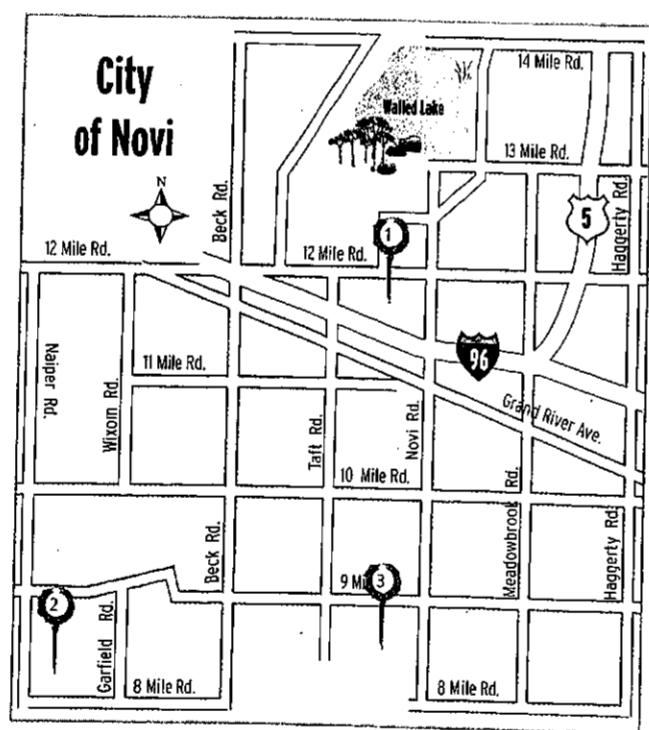 City
of Novi
N
14 Mile Rd.
Walled Lake
13 Mile Rd.
Beck Rd.
5
Haggerty Rd.
1
12 Mile Rd.
12 Mile Rd.
96
11 Mile Rd.
Naiper Rd.
Wixom Rd.
Grand River Ave.
Taft Rd.
Novi Rd.
10 Mile Rd.
Meadowbrook Rd.
Haggerty Rd.
Beck Rd.
9 Mi
3
2
Garfield Rd.
8 Mile Rd.
8 Mile Rd.